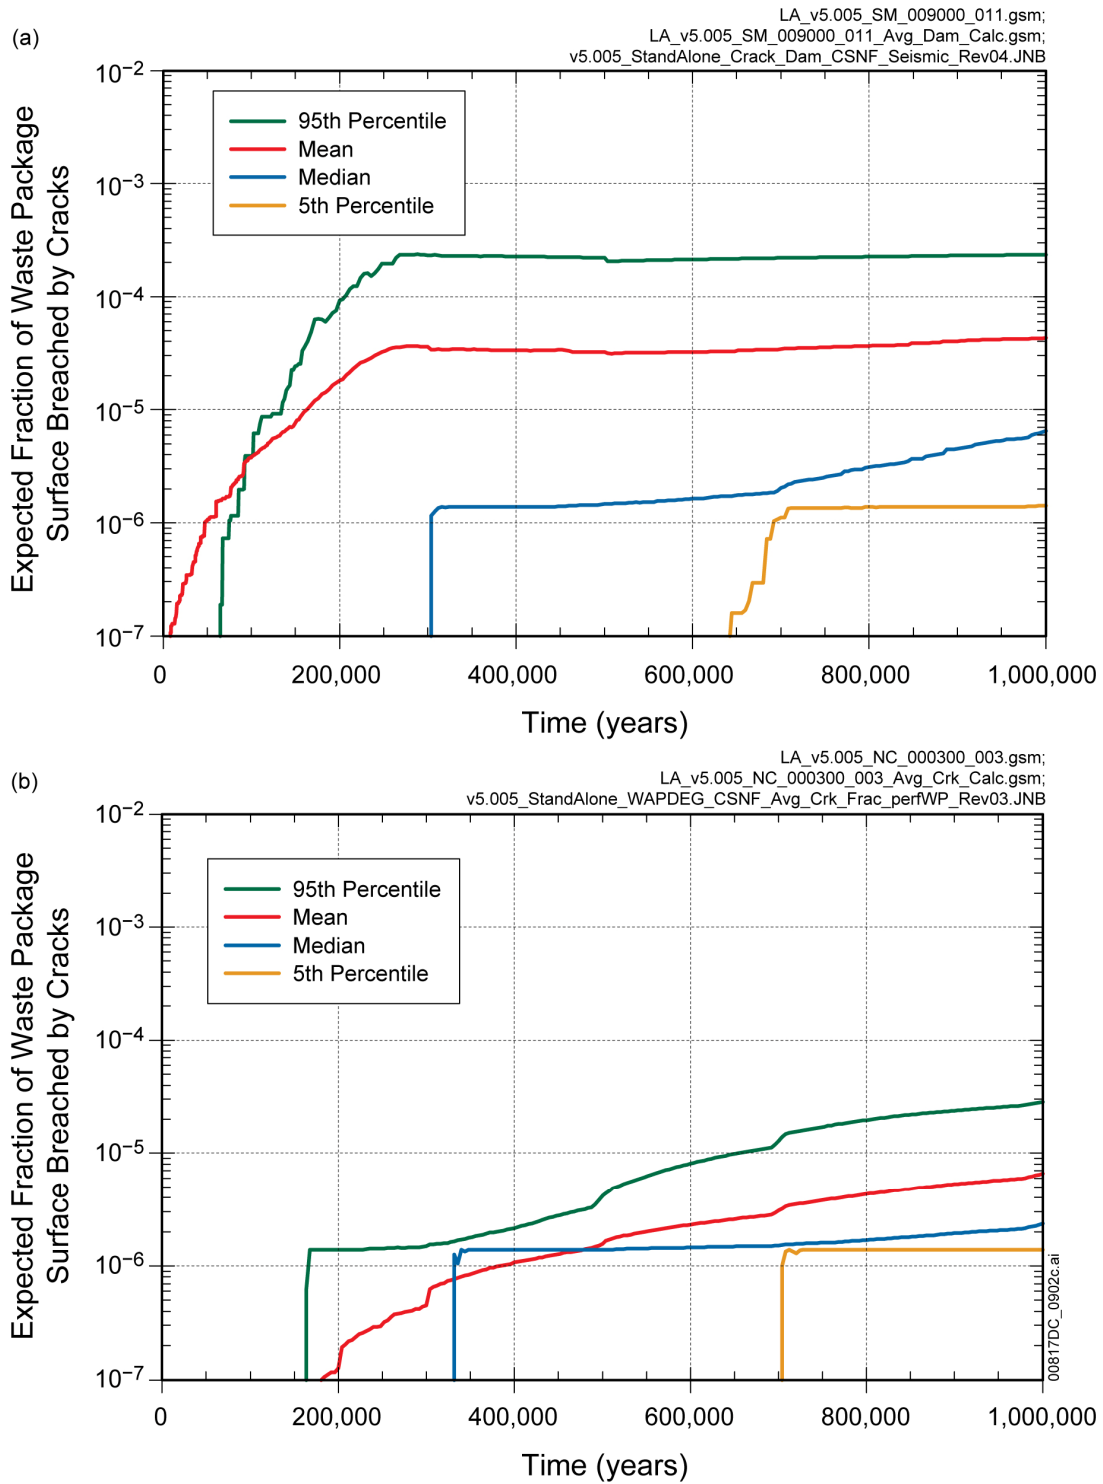 (a)
LA_v5.005_SM_009000_011.gsm;
LA_v5.005_SM_009000_011_Avg_Dam_Calc.gsm;
v5.005_StandAlone_Crack_Dam_CSNF_Seismic_Rev04.JNB
Expected Fraction of Waste Package
Surface Breached by Cracks
10−2
10−3
10−4
10−5
10−6
10−7
95th Percentile
Mean
Median
5th Percentile
0 200,000 400,000 600,000 800,000 1,000,000
Time (years)
(b)
LA_v5.005_NC_000300_003.gsm;
LA_v5.005_NC_000300_003_Avg_Crk_Calc.gsm;
v5.005_StandAlone_WAPDEG_CSNF_Avg_Crk_Frac_perfWP_Rev03.JNB
Expected Fraction of Waste Package
Surface Breached by Cracks
10−2
10−3
10−4
10−5
10−6
10−7
95th Percentile
Mean
Median
5th Percentile
0 200,000 400,000 600,000 800,000 1,000,000
Time (years)
00817DC_0902c.ai